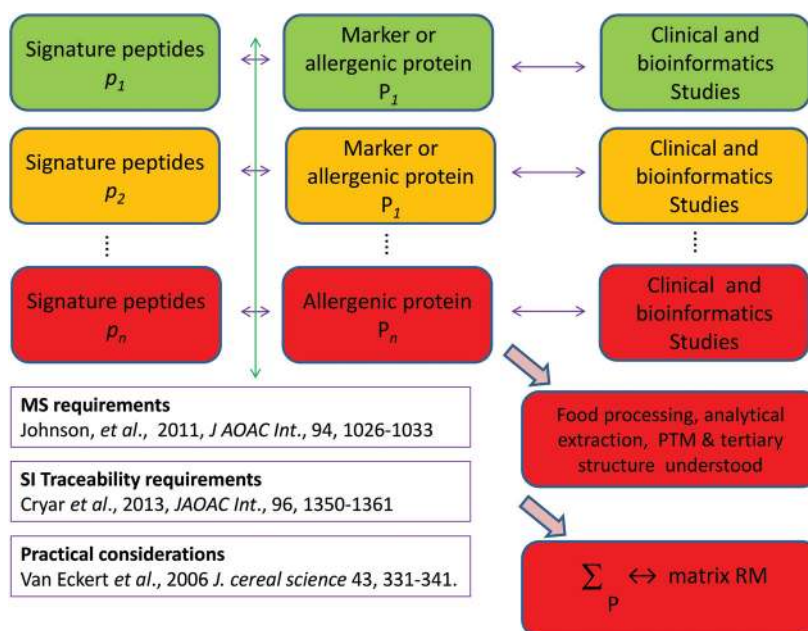 Signature peptides
p1
Marker or
allergenic protein
P1
Clinical and
bioinformatics
Studies
Signature peptides
p2
Marker or
allergenic protein
P1
Clinical and
bioinformatics
Studies
Signature peptides
pn
Allergenic protein
Pn
Clinical and
bioinformatics
Studies
MS requirements
Johnson, et al., 2011, J AOAC Int., 94, 1026-1033
SI Traceability requirements
Cryar et al., 2013, JAOAC Int., 96, 1350-1361
Practical considerations
Van Eckert et al., 2006 J. cereal science 43, 331-341.
Food processing, analytical
extraction, PTM & tertiary
structure understood
∑P ↔ matrix RM